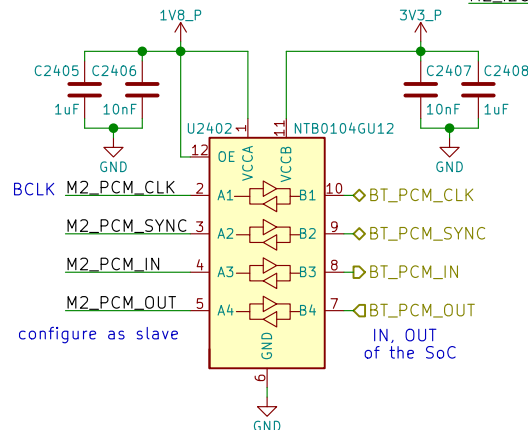 1V8_P
3V3_P
C2405
C2406
C2407
C2408
1uF
10nF
10nF
1uF
GND
GND
U2402
NTB0104GU12
1
11
12
OE
VCCA
VCCB
BCLK
M2_PCM_CLK
2
A1
B1
10
BT_PCM_CLK
M2_PCM_SYNC
3
A2
B2
9
BT_PCM_SYNC
M2_PCM_IN
4
A3
B3
8
BT_PCM_IN
M2_PCM_OUT
5
A4
B4
7
BT_PCM_OUT
configure as slave
GND
IN, OUT
of the SoC
6
GND